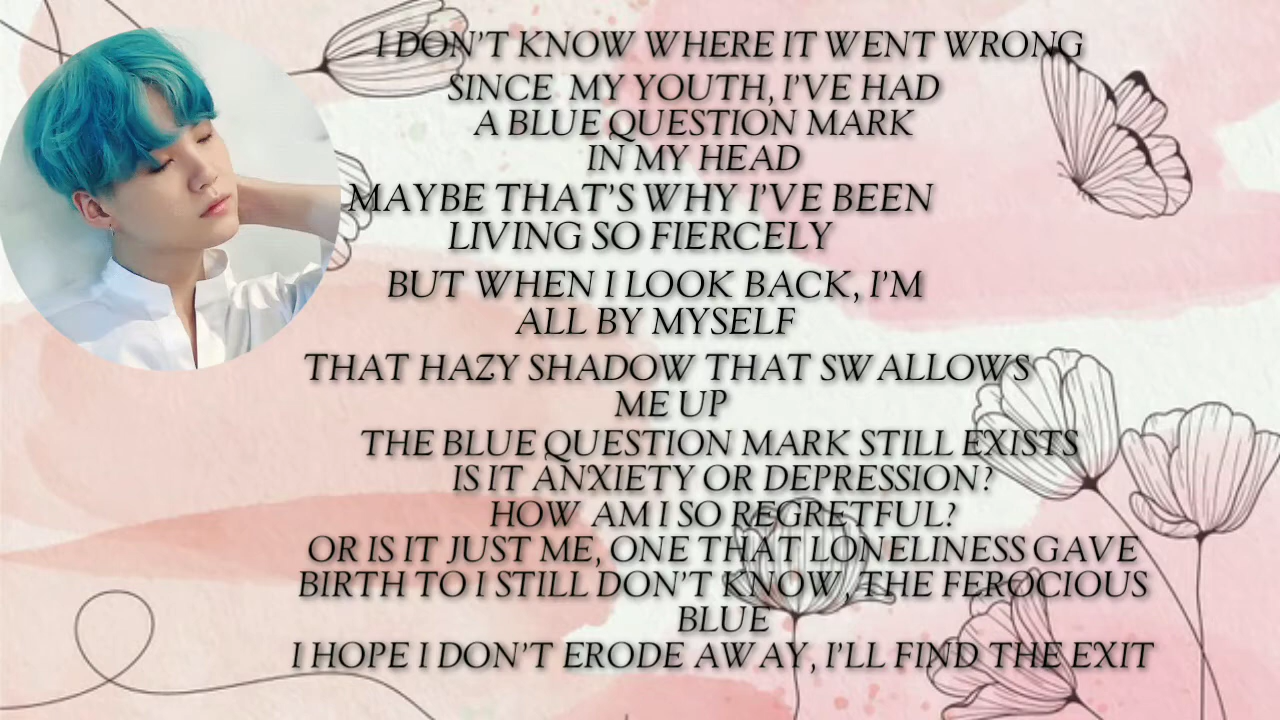 I DON'T KNOW WHERE IT WENT WRONG
SINCE MY YOUTH, I'VE HAD
A BLUE QUESTION MARK
IN MY HEAD
MAYBE THAT'S WHY I'VE BEEN
LIVING SO FIERCELY
BUT WHEN I LOOK BACK, I'M
ALL BY MYSELF
THAT HAZY SHADOW THAT SWALLOWS
ME UP
THE BLUE QUESTION MARK STILL EXISTS
IS IT ANXIETY OR DEPRESSION?
HOW AM I SO REGRETFUL?
OR IS IT JUST ME, ONE THAT LONELINESS GAVE
BIRTH TO I STILL DON'T KNOW, THE FEROCIOUS
BLUE
I HOPE I DON'T ERODE AWAY, I'LL FIND THE EXIT